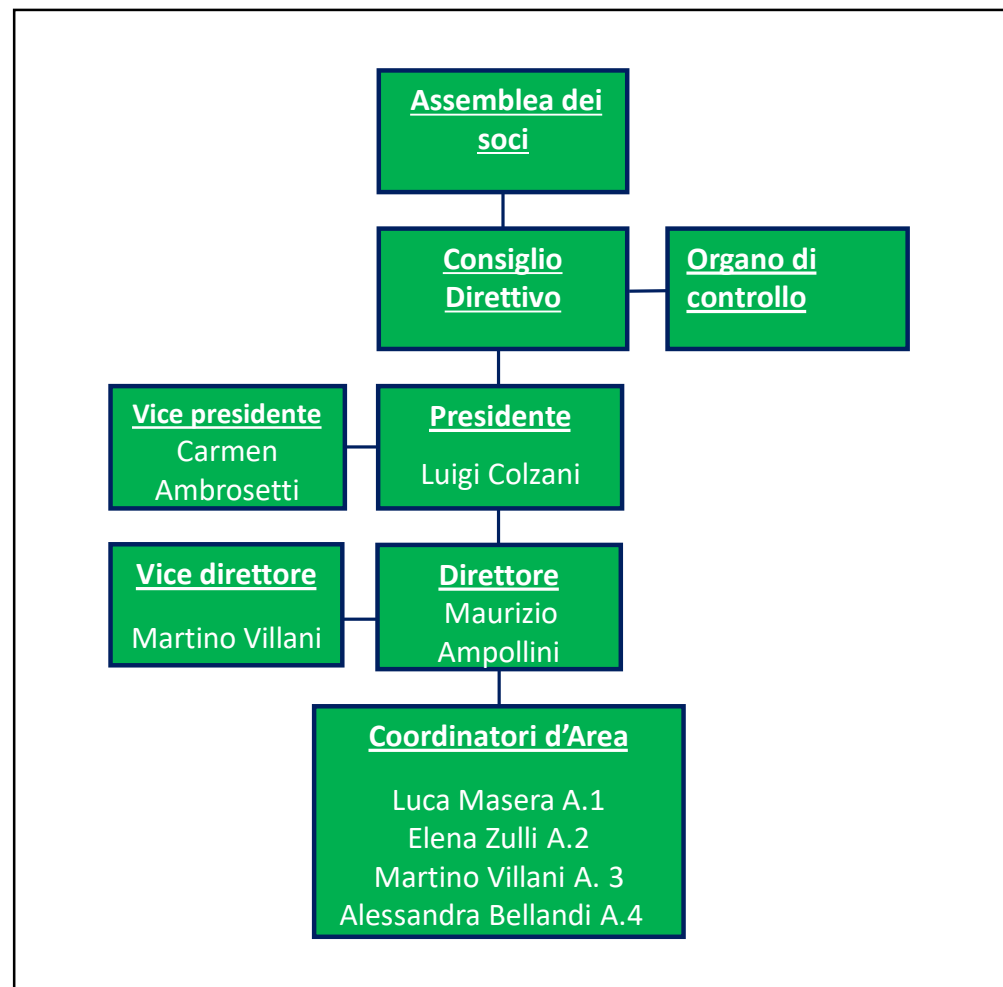 Assemblea dei
soci
Consiglio
Direttivo
Organo di
controllo
Vice presidente
Carmen
Ambrosetti
Presidente
Luigi Colzani
Vice direttore
Martino Villani
Direttore
Maurizio
Ampollini
Coordinatori d’Area
Luca Masera A.1
Elena Zulli A.2
Martino Villani A. 3
Alessandra Bellandi A.4